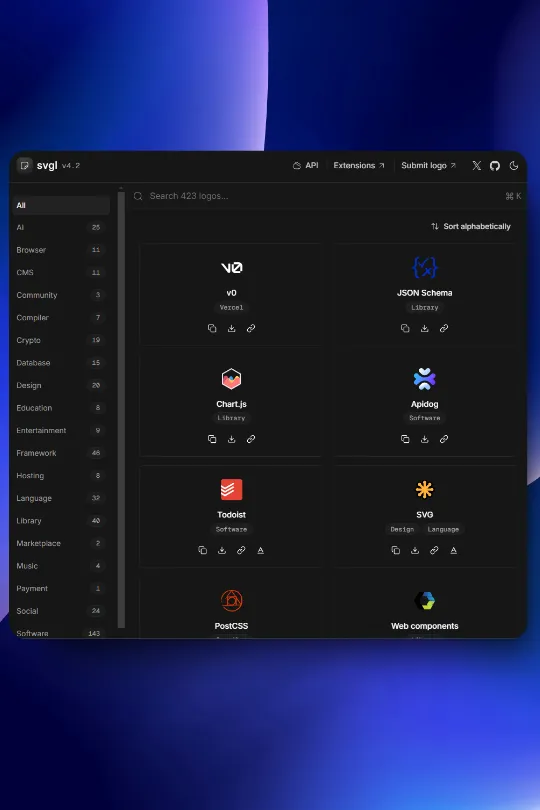 svgl v4.2
API
Extensions
Submit logo
Search 423 logos...
⌘ K
All
AI 25
Browser 11
CMS 11
Community 3
Compiler 7
Crypto 19
Database 15
Design 20
Education 8
Entertainment 9
Framework 46
Hosting 8
Language 32
Library 40
Marketplace 2
Music 4
Payment 1
Social 24
Software 143
Sort alphabetically
v0
Vercel
JSON Schema
Library
Chart.js
Library
Apidog
Software
Todoist
Software
SVG
Design Language
PostCSS
Web components